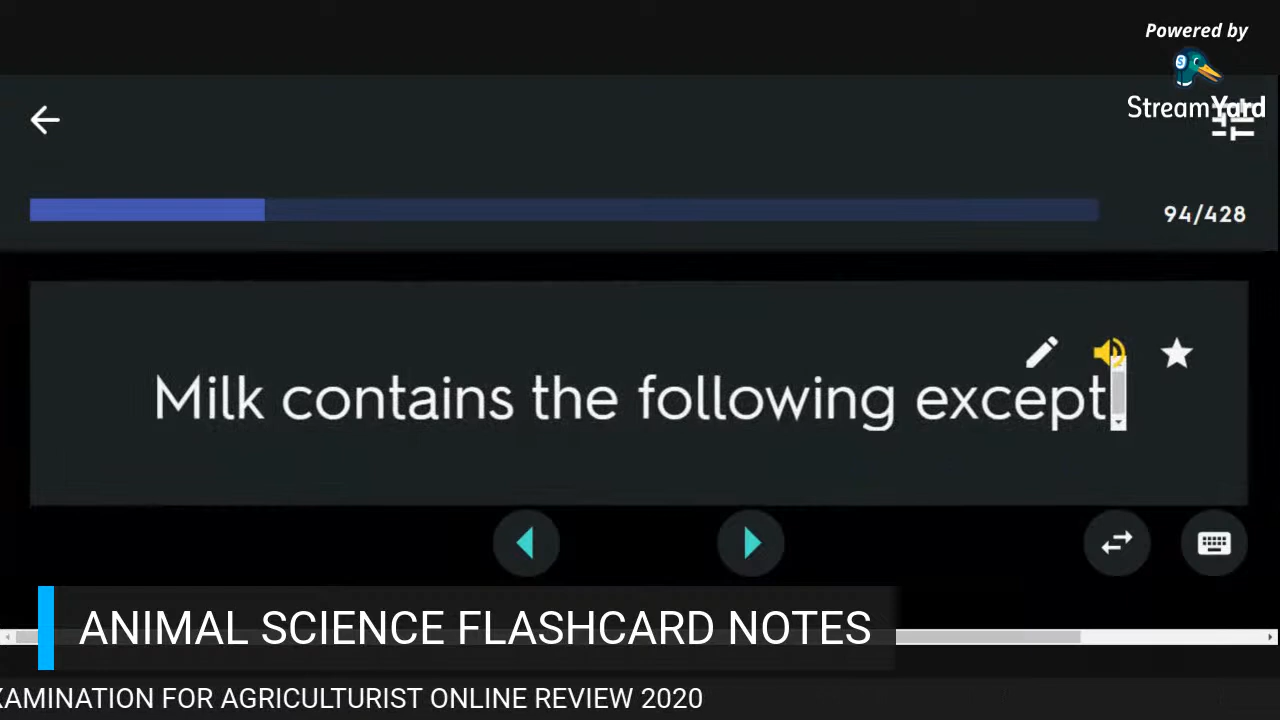 Powered by
StreamYard
94/428
Milk contains the following except
ANIMAL SCIENCE FLASHCARD NOTES
XAMINATION FOR AGRICULTURIST ONLINE REVIEW 2020